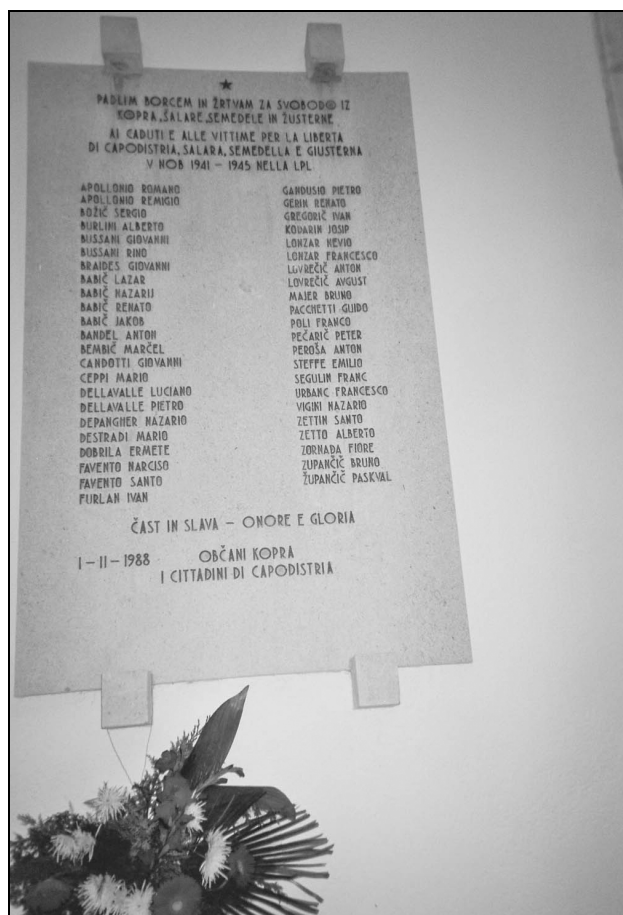 PADLIM BORCEM IN ŽRTVAM ZA SVOBODO IZ
KOPRA, ŠALARE, SEMEDELE IN ŽUSTERNE
AI CADUTI E ALLE VITTIME PER LA LIBERTA
DI CAPODISTRIA, SALARA, SEMEDELLA E GIUSTERNA
V NOB 1941 – 1945 NELLA LPL
APOLLONIO ROMANO
APOLLONIO REMIGIO
BOŽIČ SERGIO
BURLINI ALBERTO
BUSSANI GIOVANNI
BUSSANI RINO
BRAIDES GIOVANNI
BABIČ LAZAR
BABIČ NAZARIJ
BABIČ RENATO
BABIČ JAKOB
BANDEL ANTON
BEMBIČ MARČEL
CANDOTTI GIOVANNI
CEPPI MARIO
DELLAVALLE LUCIANO
DELLAVALLE PIETRO
DEPANGHER NAZARIO
DESTRADI MARIO
DOBRILA ERMETE
FAVENTO NARCISO
FAVENTO SANTO
FURLAN IVAN
GANDUSIO PIETRO
GERIN RENATO
GREGORIČ IVAN
KODARIN JOSIP
LONZAR NEVIO
LONZAR FRANCESCO
LOVREČIČ ANTON
LOVREČIČ AVGUST
MAJER BRUNO
PACCHETTI GUIDO
POLI FRANCO
PEČARIČ PETER
PEROŠA ANTON
STEFFE EMILIO
SEGULIN FRANC
URBANC FRANCESCO
VIGIKI NAZARIO
ZETTIN SANTO
ZETTO ALBERTO
ZORNADA FIORE
ZUPANČIČ BRUNO
ŽUPANČIČ PASKVAL
ČAST IN SLAVA – ONORE E GLORIA
1 – 11 – 1988 OBČANI KOPRA
I CITTADINI DI CAPODISTRIA